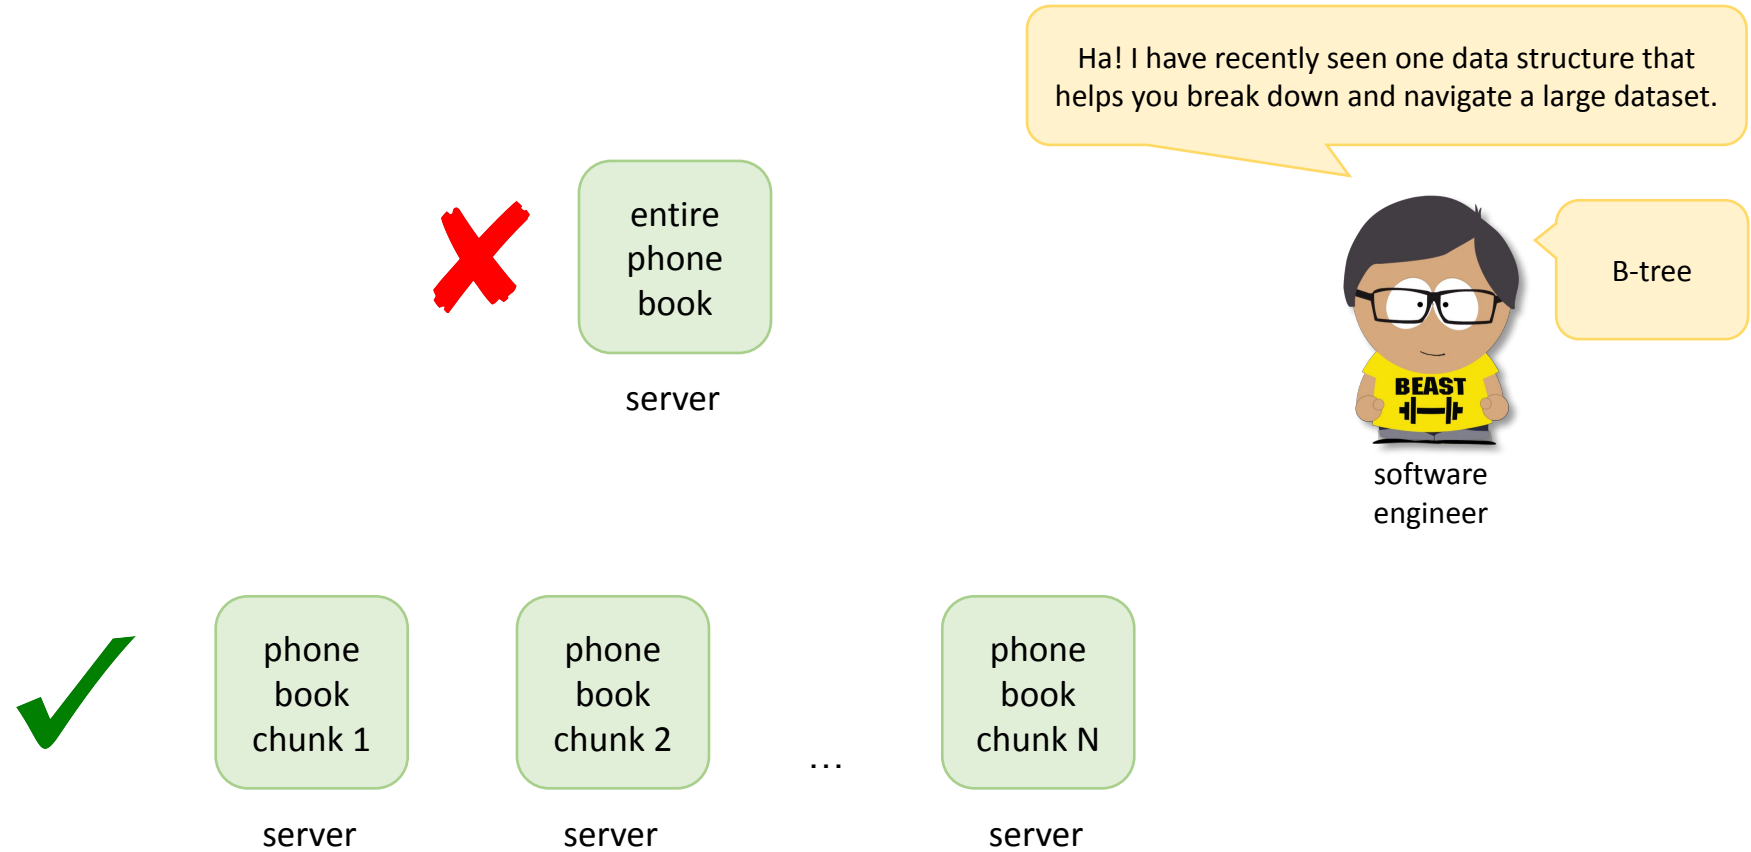 Ha! I have recently seen one data structure that
helps you break down and navigate a large dataset.
entire
phone
book
server
B-tree
BEAST
software
engineer
phone
book
chunk 1
server
phone
book
chunk 2
server
...
phone
book
chunk N
server